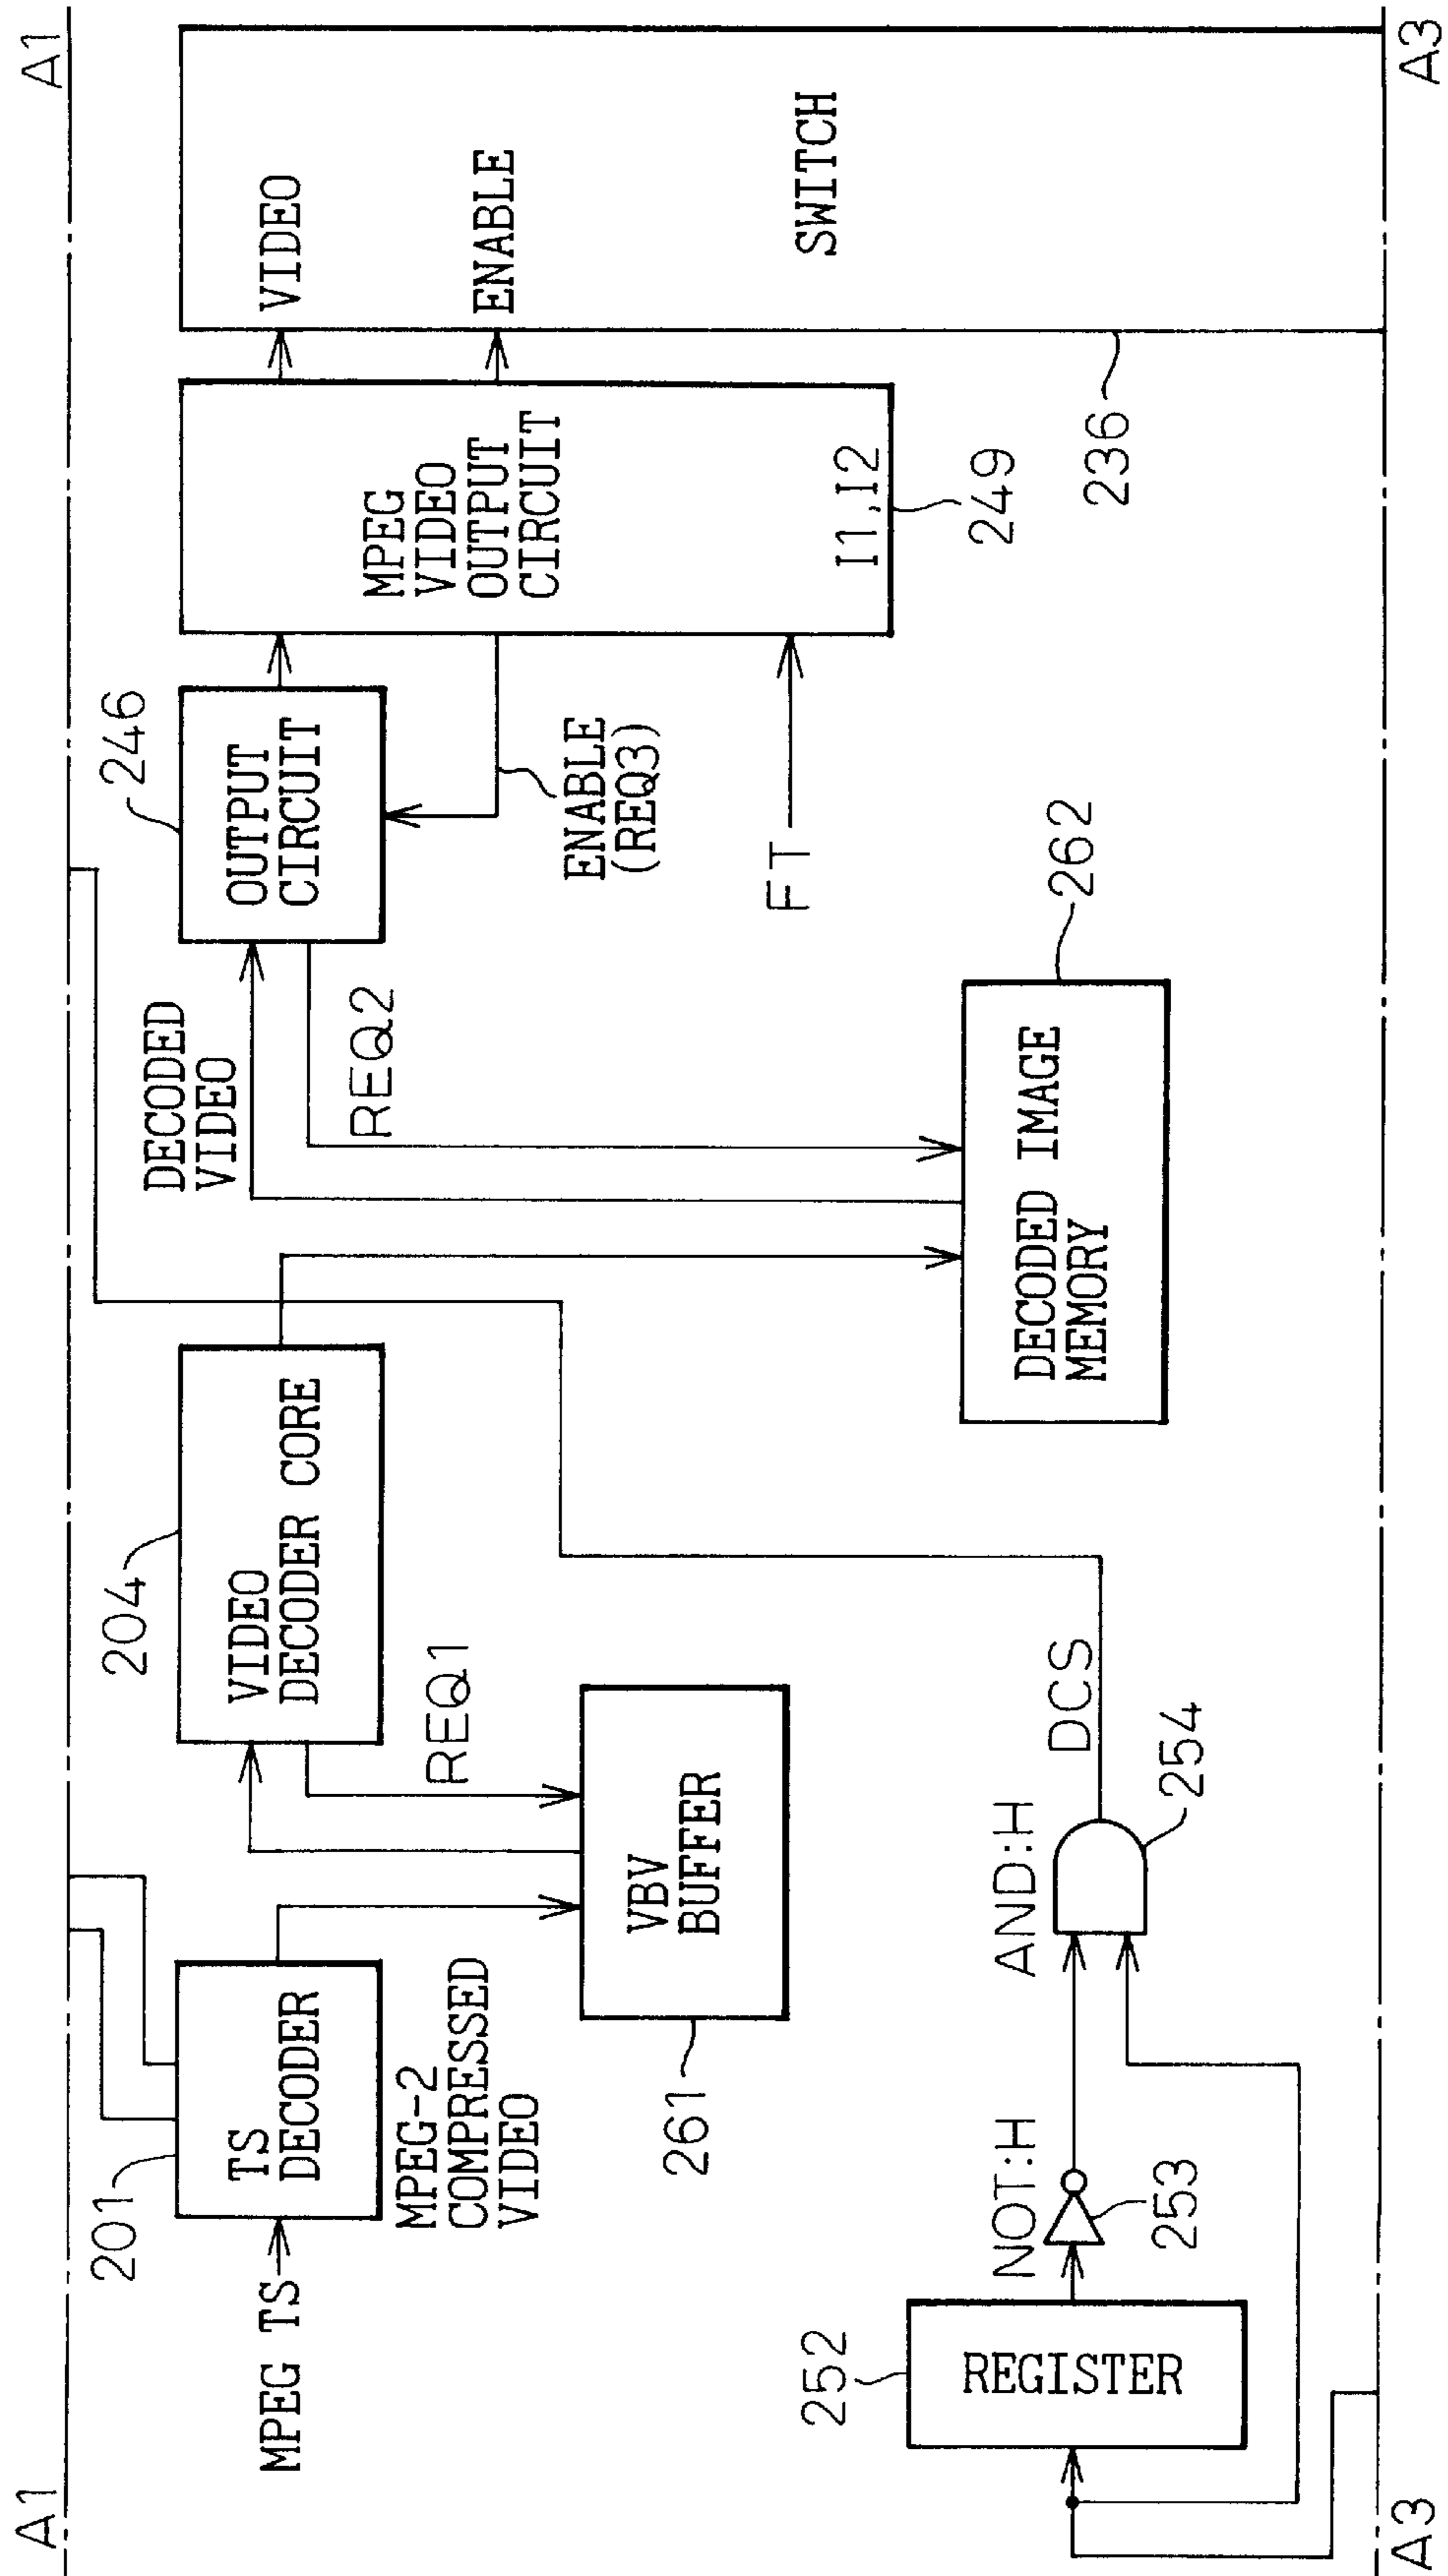 A1
A1
MPEG TS
201
TS
DECODER
MPEG-2
COMPRESSED
VIDEO
261
VBV
BUFFER
REQ1
204
VIDEO
DECODER CORE
DECODED
VIDEO
REQ2
246
OUTPUT
CIRCUIT
ENABLE
(REQ3)
FT
MPEG
VIDEO
OUTPUT
CIRCUIT
I1,I2
249
VIDEO
ENABLE
SWITCH
236
DECODED IMAGE
MEMORY
262
252
REGISTER
NOT:H
253
AND:H
254
DCS
A3
A3